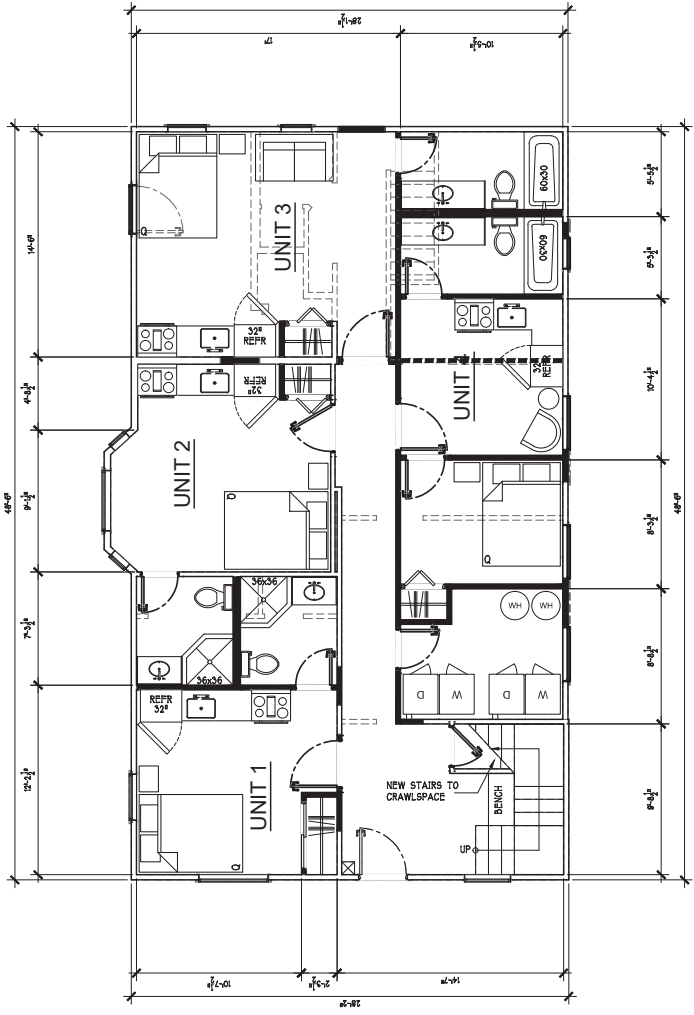 28'-1½"
17'
10'-5½"
5'-5½"
60x30
UNIT 3
Q
5'-3½"
60x30
14'-6"
32"
REFR
32"
REFR
32"
REFR
UNIT
10'-4½"
4'-8½"
UNIT 2
48'-6"
48'-6"
9'-1½"
Q
8'-3½"
Q
36x36
WH
WH
7'-3½"
8'-8½"
36x36
D
W
D
W
REFR
32"
12'-2½"
UNIT 1
NEW STAIRS TO
CRAWLSPACE
BENCH
9'-8½"
UP
Q
10'-7½"
2'-3½"
14'-7"
28'-2"